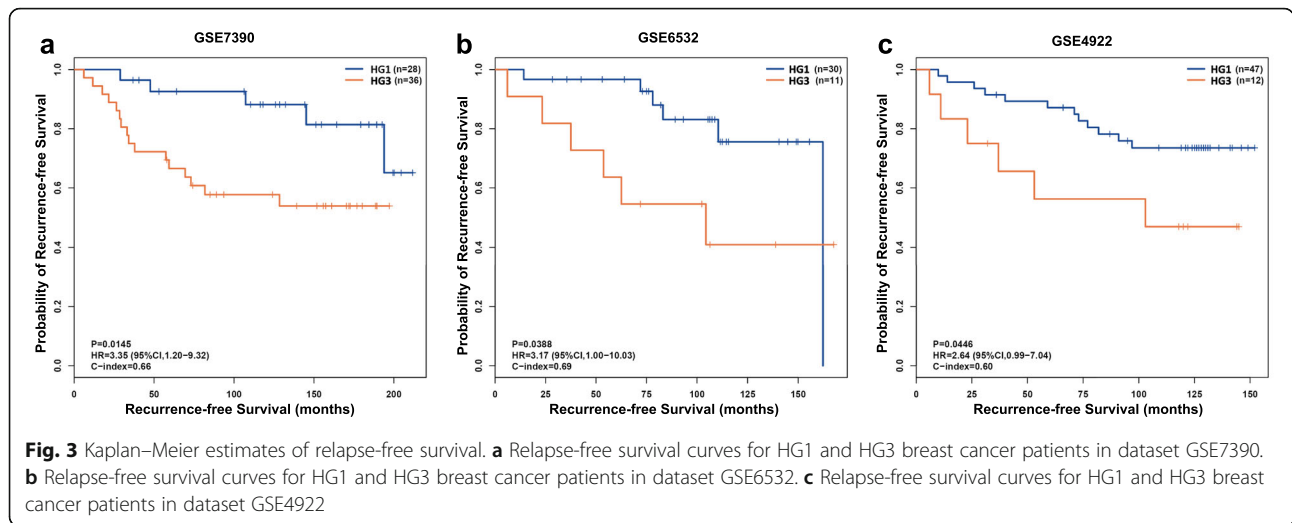 a
GSE7390
Probability of Recurrence-free Survival
1.0
0.8
0.6
0.4
0.2
0.0
HG1 (n=28)
HG3 (n=36)
P=0.0145
HR=3.35 (95%CI,1.20-9.32)
C-index=0.66
0 50 100 150 200
Recurrence-free Survival (months)
b
GSE6532
Probability of Recurrence-free Survival
1.0
0.8
0.6
0.4
0.2
0.0
HG1 (n=30)
HG3 (n=11)
P=0.0388
HR=3.17 (95%CI,1.00-10.03)
C-index=0.69
0 25 50 75 100 125 150
Recurrence-free Survival (months)
c
GSE4922
Probability of Recurrence-free Survival
1.0
0.8
0.6
0.4
0.2
0.0
HG1 (n=47)
HG3 (n=12)
P=0.0446
HR=2.64 (95%CI,0.99-7.04)
C-index=0.60
0 25 50 75 100 125 150
Recurrence-free Survival (months)
Fig. 3 Kaplan–Meier estimates of relapse-free survival. a Relapse-free survival curves for HG1 and HG3 breast cancer patients in dataset GSE7390.
b Relapse-free survival curves for HG1 and HG3 breast cancer patients in dataset GSE6532. c Relapse-free survival curves for HG1 and HG3 breast
cancer patients in dataset GSE4922